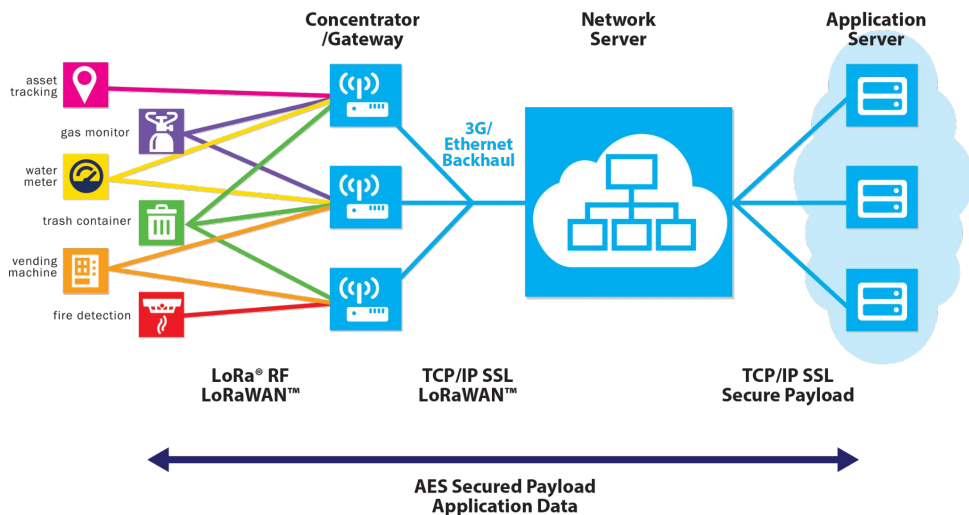 Concentrator
/Gateway
Network
Server
Application
Server
asset
tracking
gas monitor
water
meter
trash container
vending
machine
fire detection
3G/
Ethernet
Backhaul
LoRa® RF
LoRaWAN™
TCP/IP SSL
LoRaWAN™
TCP/IP SSL
Secure Payload
AES Secured Payload
Application Data